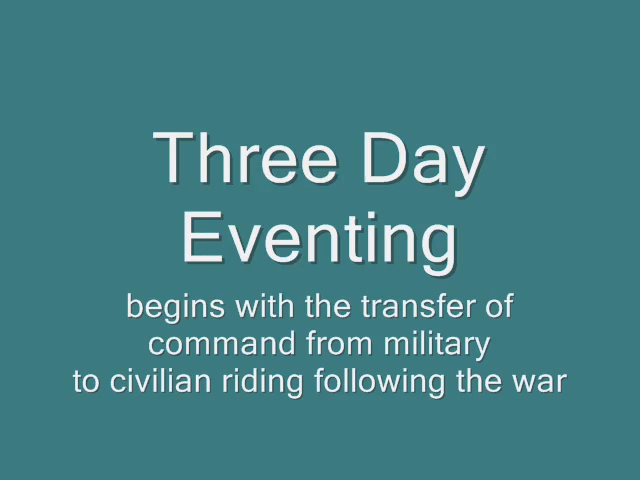 Three Day
Eventing
begins with the transfer of
command from military
to civilian riding following the war